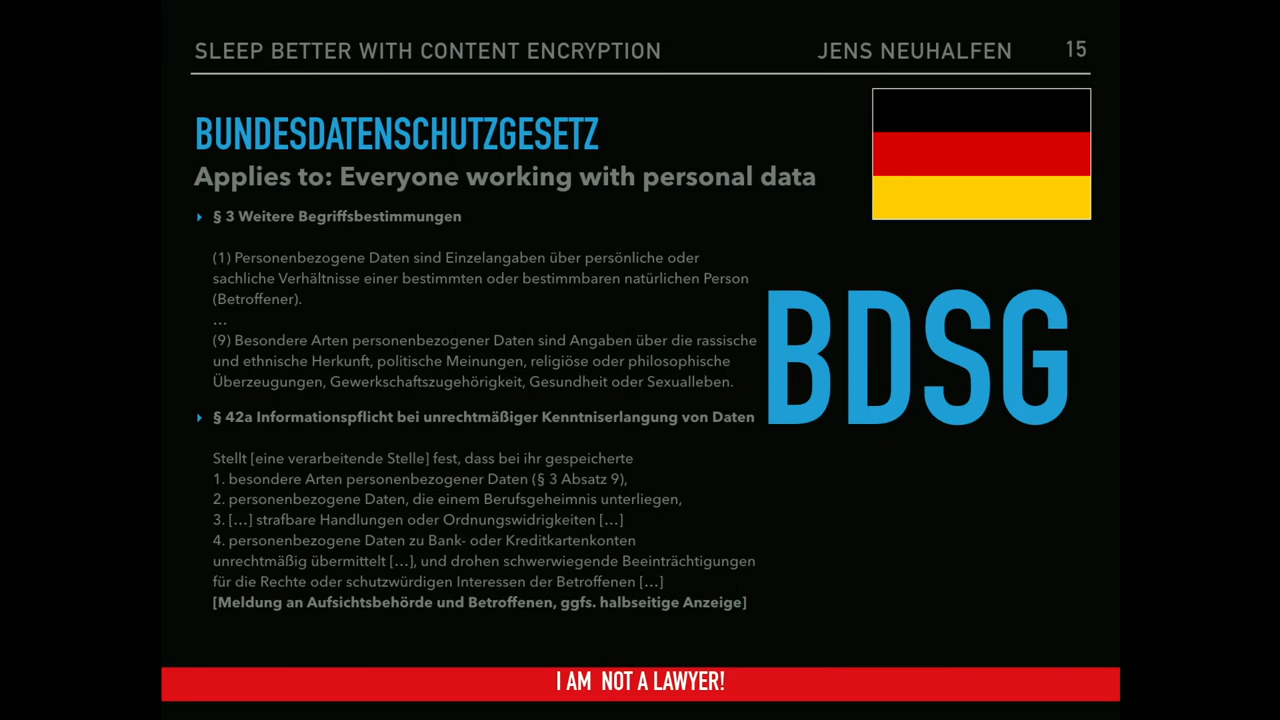 SLEEP BETTER WITH CONTENT ENCRYPTION JENS NEUHALFEN 15
BUNDESDATENSCHUTZGESETZ
Applies to: Everyone working with personal data
§ 3 Weitere Begriffsbestimmungen
(1) Personenbezogene Daten sind Einzelangaben über persönliche oder
sachliche Verhältnisse einer bestimmten oder bestimmbaren natürlichen Person
(Betroffener).
…
(9) Besondere Arten personenbezogener Daten sind Angaben über die rassische
und ethnische Herkunft, politische Meinungen, religiöse oder philosophische
Überzeugungen, Gewerkschaftszugehörigkeit, Gesundheit oder Sexualleben.
§ 42a Informationspflicht bei unrechtmäßiger Kenntniserlangung von Daten
Stellt [eine verarbeitende Stelle] fest, dass bei ihr gespeicherte
1. besondere Arten personenbezogener Daten (§ 3 Absatz 9),
2. personenbezogene Daten, die einem Berufsgeheimnis unterliegen,
3. […] strafbare Handlungen oder Ordnungswidrigkeiten […]
4. personenbezogene Daten zu Bank- oder Kreditkartenkonten
unrechtmäßig übermittelt […], und drohen schwerwiegende Beeinträchtigungen
für die Rechte oder schutzwürdigen Interessen der Betroffenen […]
[Meldung an Aufsichtsbehörde und Betroffenen, ggfs. halbseitige Anzeige]
BDSG
I AM NOT A LAWYER!